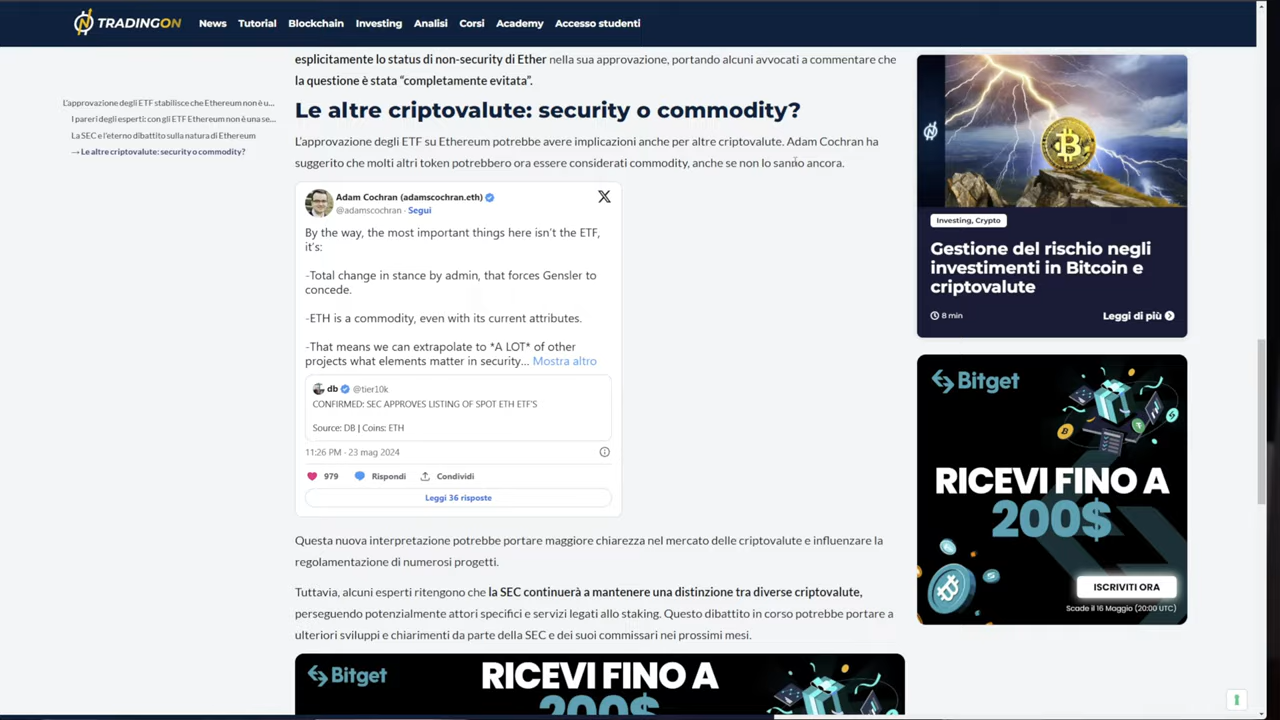 TRADINGON
News
Tutorial
Blockchain
Investing
Analisi
Corsi
Academy
Accesso studenti
L'approvazione degli ETF stabilisce che Ethereum non è u...
I pareri degli esperti: con gli ETF Ethereum non è una se...
La SEC e l'eterno dibattito sulla natura di Ethereum
→ Le altre criptovalute: security o commodity?
esplicitamente lo status di non-security di Ether nella sua approvazione, portando alcuni avvocati a commentare che
la questione è stata “completamente evitata”.
Le altre criptovalute: security o commodity?
L’approvazione degli ETF su Ethereum potrebbe avere implicazioni anche per altre criptovalute. Adam Cochran ha
suggerito che molti altri token potrebbero ora essere considerati commodity, anche se non lo sanno ancora.
Adam Cochran (adamscochran.eth)
@adamscochran · Segui
By the way, the most important things here isn't the ETF,
it's:
-Total change in stance by admin, that forces Gensler to
concede.
-ETH is a commodity, even with its current attributes.
-That means we can extrapolate to *A LOT* of other
projects what elements matter in security... Mostra altro
db @tier10k
CONFIRMED: SEC APPROVES LISTING OF SPOT ETH ETF'S
Source: DB | Coins: ETH
11:26 PM · 23 mag 2024
979
Rispondi
Condividi
Leggi 36 risposte
Questa nuova interpretazione potrebbe portare maggiore chiarezza nel mercato delle criptovalute e influenzare la
regolamentazione di numerosi progetti.
Tuttavia, alcuni esperti ritengono che la SEC continuerà a mantenere una distinzione tra diverse criptovalute,
perseguendo potenzialmente attori specifici e servizi legati allo staking. Questo dibattito in corso potrebbe portare a
ulteriori sviluppi e chiarimenti da parte della SEC e dei suoi commissari nei prossimi mesi.
Bitget
RICEVI FINO A
200$
Investing, Crypto
Gestione del rischio negli
investimenti in Bitcoin e
criptovalute
8 min
Leggi di più
Bitget
RICEVI FINO A
200$
ISCRIVITI ORA
Scade il 16 Maggio (20:00 UTC)